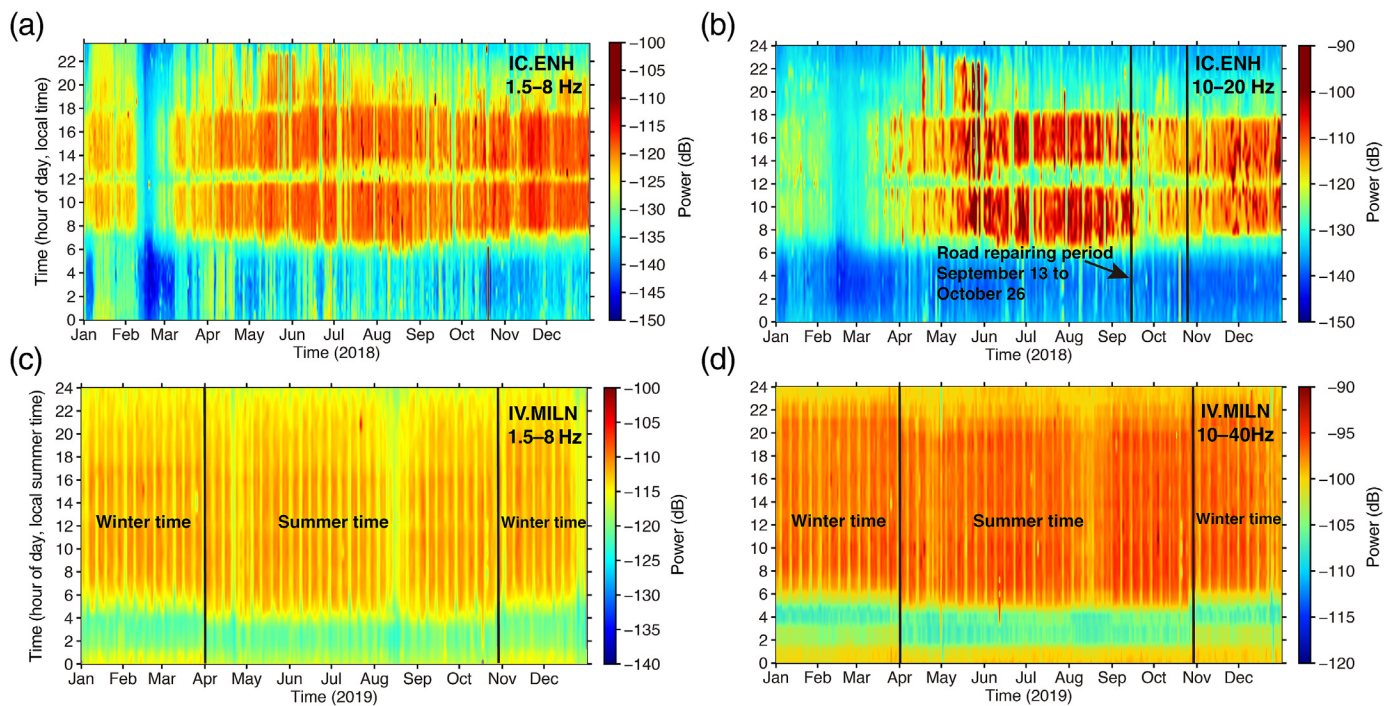 (a)
IC.ENH
1.5–8 Hz
Time (hour of day, local time)
22
20
18
16
14
12
10
8
6
4
2
0
Jan Feb Mar Apr May Jun Jul Aug Sep Oct Nov Dec
Time (2018)
−100
−105
−110
−115
−120
−125
−130
−135
−140
−145
−150
Power (dB)
(b)
IC.ENH
10–20 Hz
24
22
20
18
16
14
12
10
8
6
4
2
0
Road repairing period
September 13 to
October 26
Jan Feb Mar Apr May Jun Jul Aug Sep Oct Nov Dec
Time (2018)
−90
−100
−110
−120
−130
−140
−150
Power (dB)
(c)
IV.MILN
1.5–8 Hz
Time (hour of day, local summer time)
24
22
20
18
16
14
12
10
8
6
4
2
0
Winter time
Summer time
Winter time
Jan Feb Mar Apr May Jun Jul Aug Sep Oct Nov Dec
Time (2019)
−100
−105
−110
−115
−120
−125
−130
−135
−140
Power (dB)
(d)
IV.MILN
10–40Hz
24
22
20
18
16
14
12
10
8
6
4
2
0
Winter time
Summer time
Winter time
Jan Feb Mar Apr May Jun Jul Aug Sep Oct Nov Dec
Time (2019)
−90
−95
−100
−105
−110
−115
−120
Power (dB)